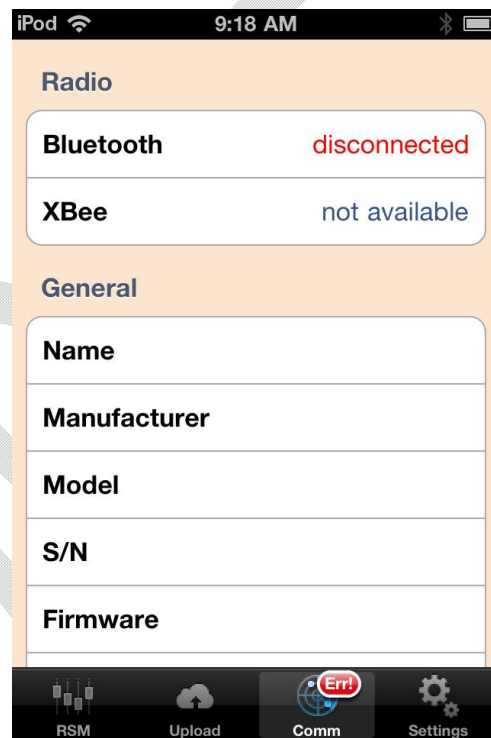 iPod 9:18 AM
Radio
Bluetooth disconnected
XBee not available
General
Name
Manufacturer
Model
S/N
Firmware
Err!
RSM Upload Comm Settings